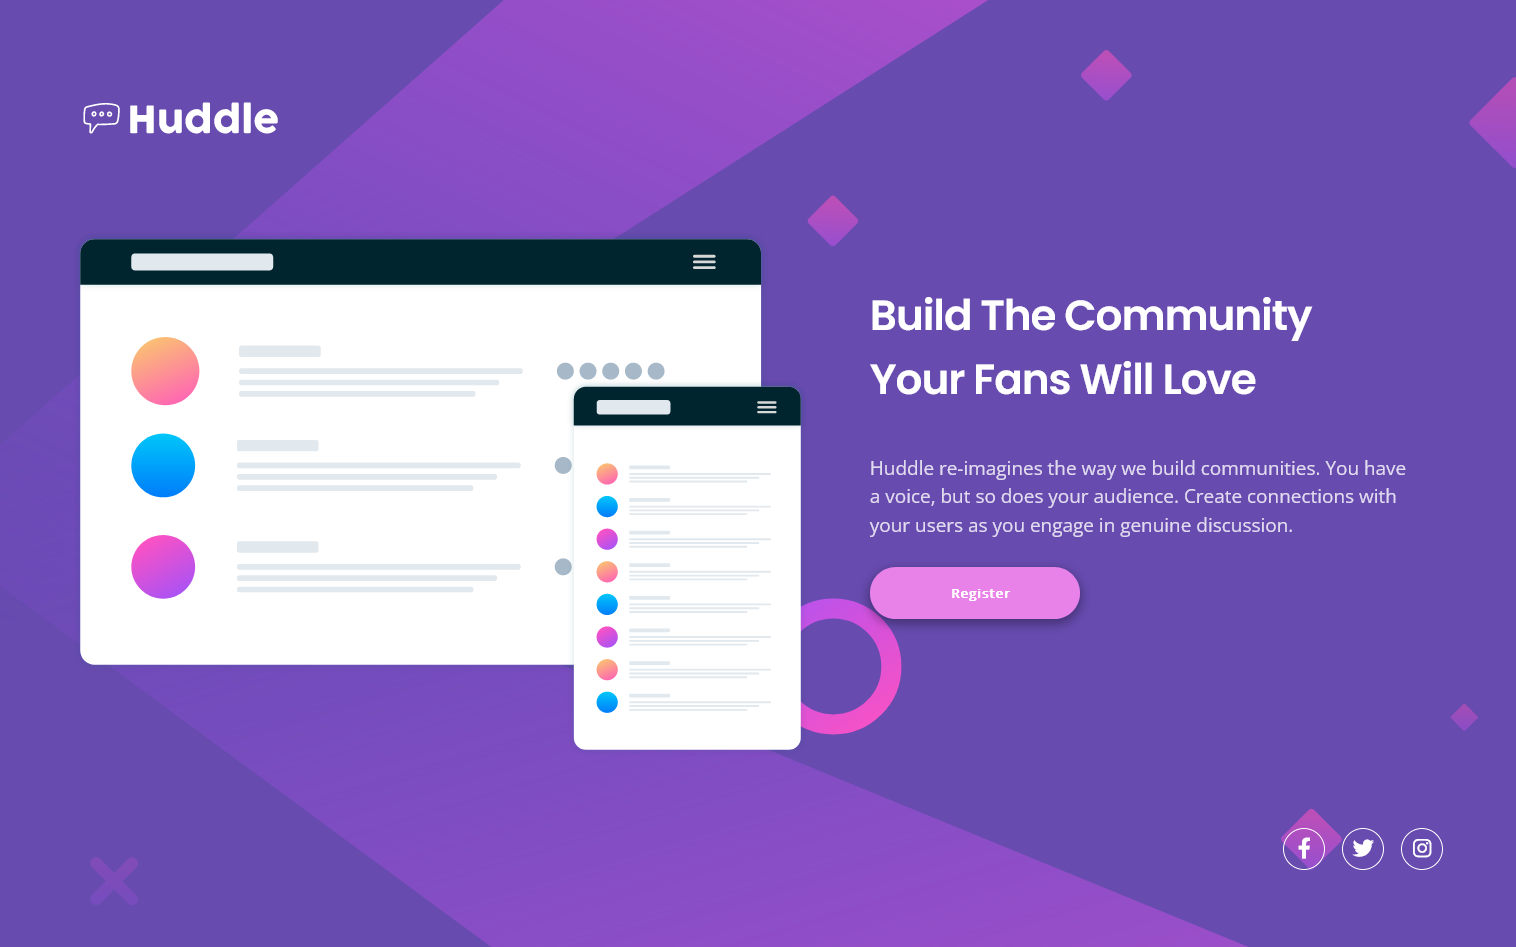 Huddle
Build The Community
Your Fans Will Love
Huddle re-imagines the way we build communities. You have
a voice, but so does your audience. Create connections with
your users as you engage in genuine discussion.
Register